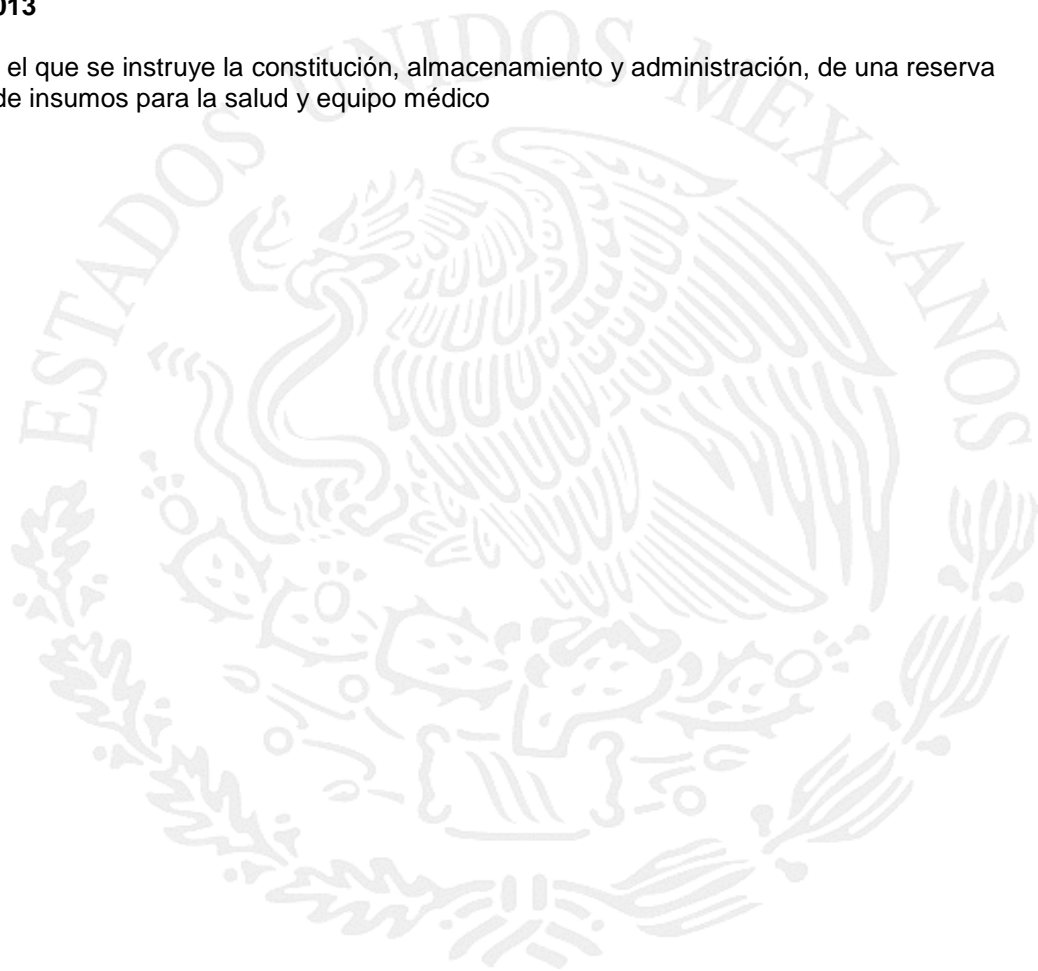 013
el que se instruye la constitución, almacenamiento y administración, de una reserva
de insumos para la salud y equipo médico
ESTADOS UNIDOS MEXICANOS